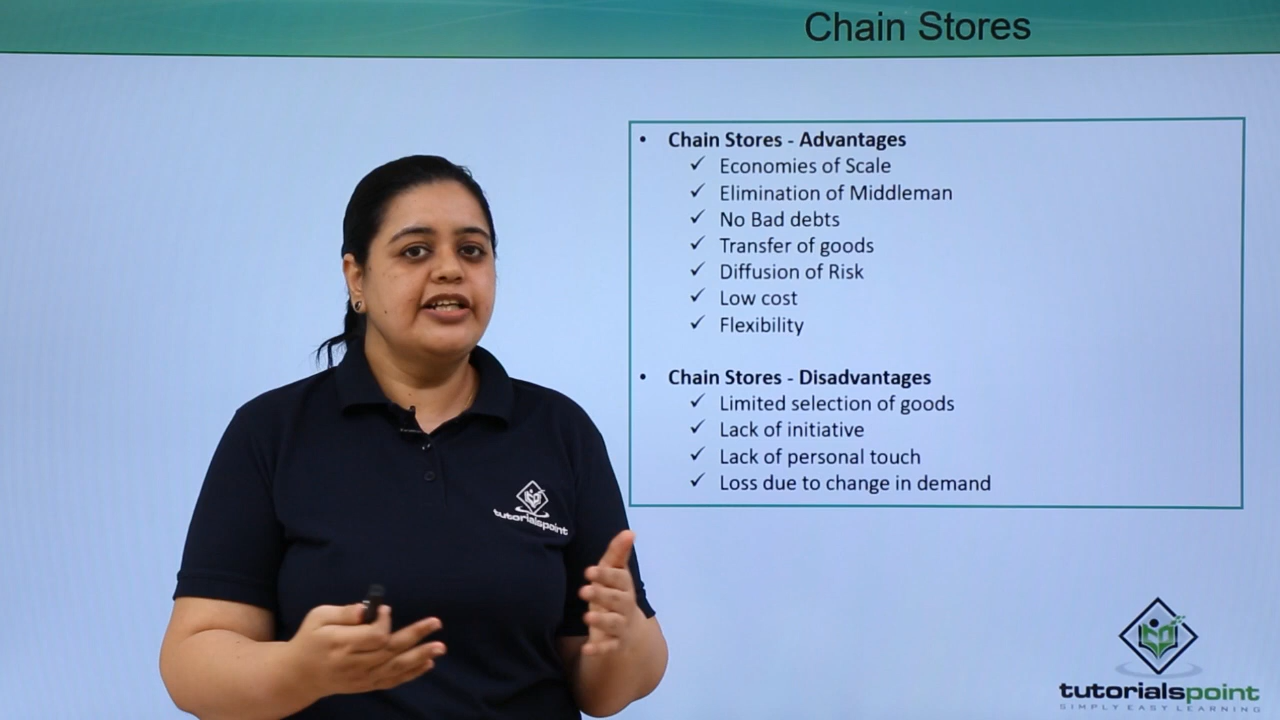 Chain Stores
• Chain Stores - Advantages
✓ Economies of Scale
✓ Elimination of Middleman
✓ No Bad debts
✓ Transfer of goods
✓ Diffusion of Risk
✓ Low cost
✓ Flexibility
• Chain Stores - Disadvantages
✓ Limited selection of goods
✓ Lack of initiative
✓ Lack of personal touch
✓ Loss due to change in demand
tutorialspoint
tutorialspoint
SIMPLY EASY LEARNING